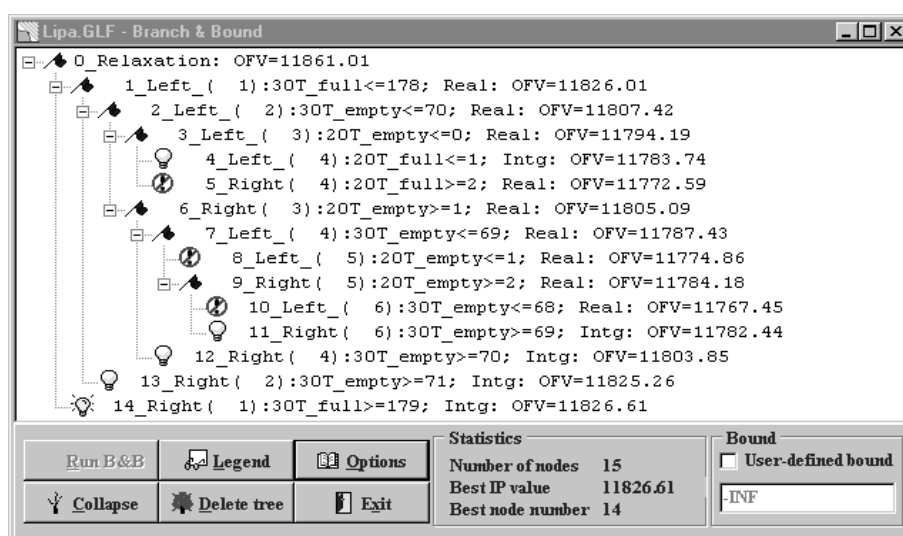 Lipa.GLF - Branch & Bound
0_Relaxation: OFV=11861.01
1_Left_( 1):30T_full<=178; Real: OFV=11826.01
2_Left_( 2):30T_empty<=70; Real: OFV=11807.42
3_Left_( 3):20T_empty<=0; Real: OFV=11794.19
4_Left_( 4):20T_full<=1; Intg: OFV=11783.74
5_Right( 4):20T_full>=2; Real: OFV=11772.59
6_Right( 3):20T_empty>=1; Real: OFV=11805.09
7_Left_( 4):30T_empty<=69; Real: OFV=11787.43
8_Left_( 5):20T_empty<=1; Real: OFV=11774.86
9_Right( 5):20T_empty>=2; Real: OFV=11784.18
10_Left_( 6):30T_empty<=68; Real: OFV=11767.45
11_Right( 6):30T_empty>=69; Intg: OFV=11782.44
12_Right( 4):30T_empty>=70; Intg: OFV=11803.85
13_Right( 2):30T_empty>=71; Intg: OFV=11825.26
14_Right( 1):30T_full>=179; Intg: OFV=11826.61
Run B&B Legend Options
Collapse Delete tree Exit
Statistics
Number of nodes 15
Best IP value 11826.61
Best node number 14
Bound
User-defined bound
-INF